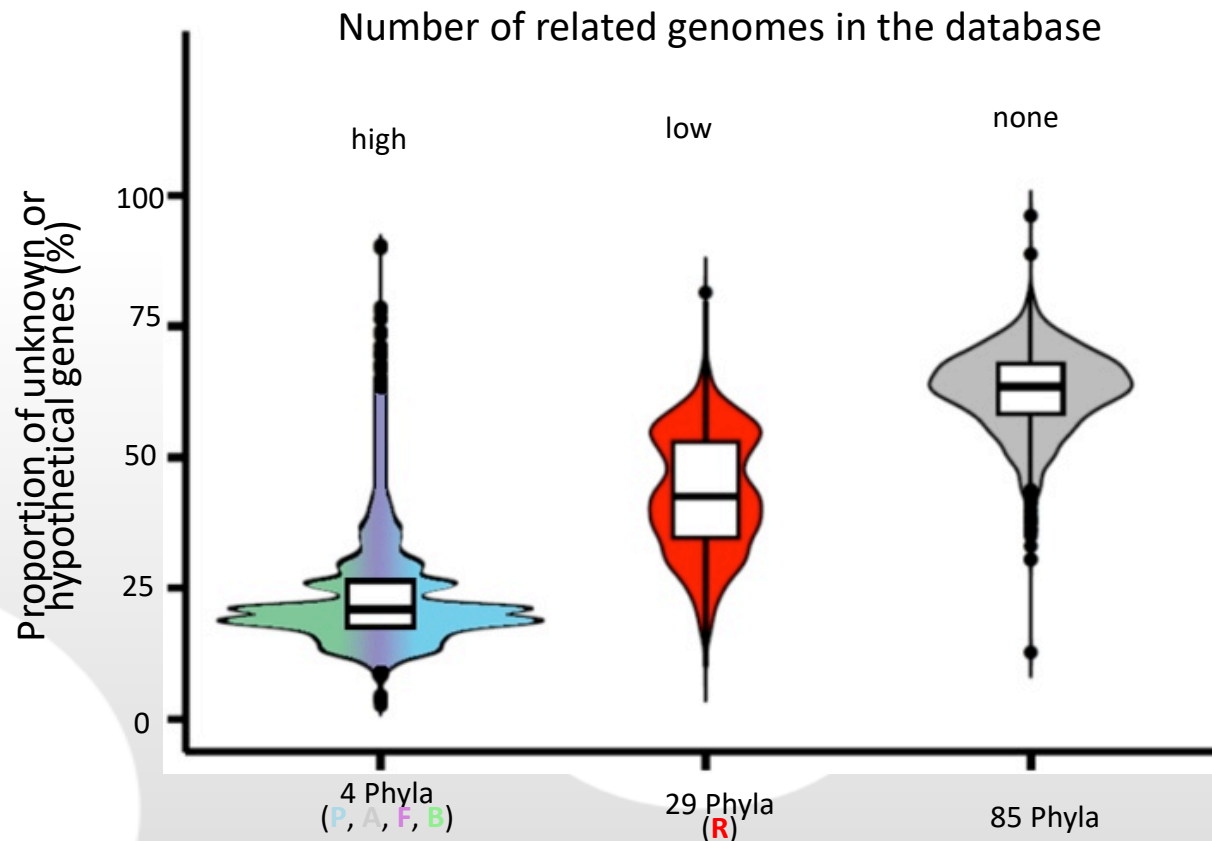 Number of related genomes in the database
high
low
none
Proportion of unknown or
hypothetical genes (%)
100
75
50
25
0
4 Phyla
(P, A, F, B)
29 Phyla
(R)
85 Phyla